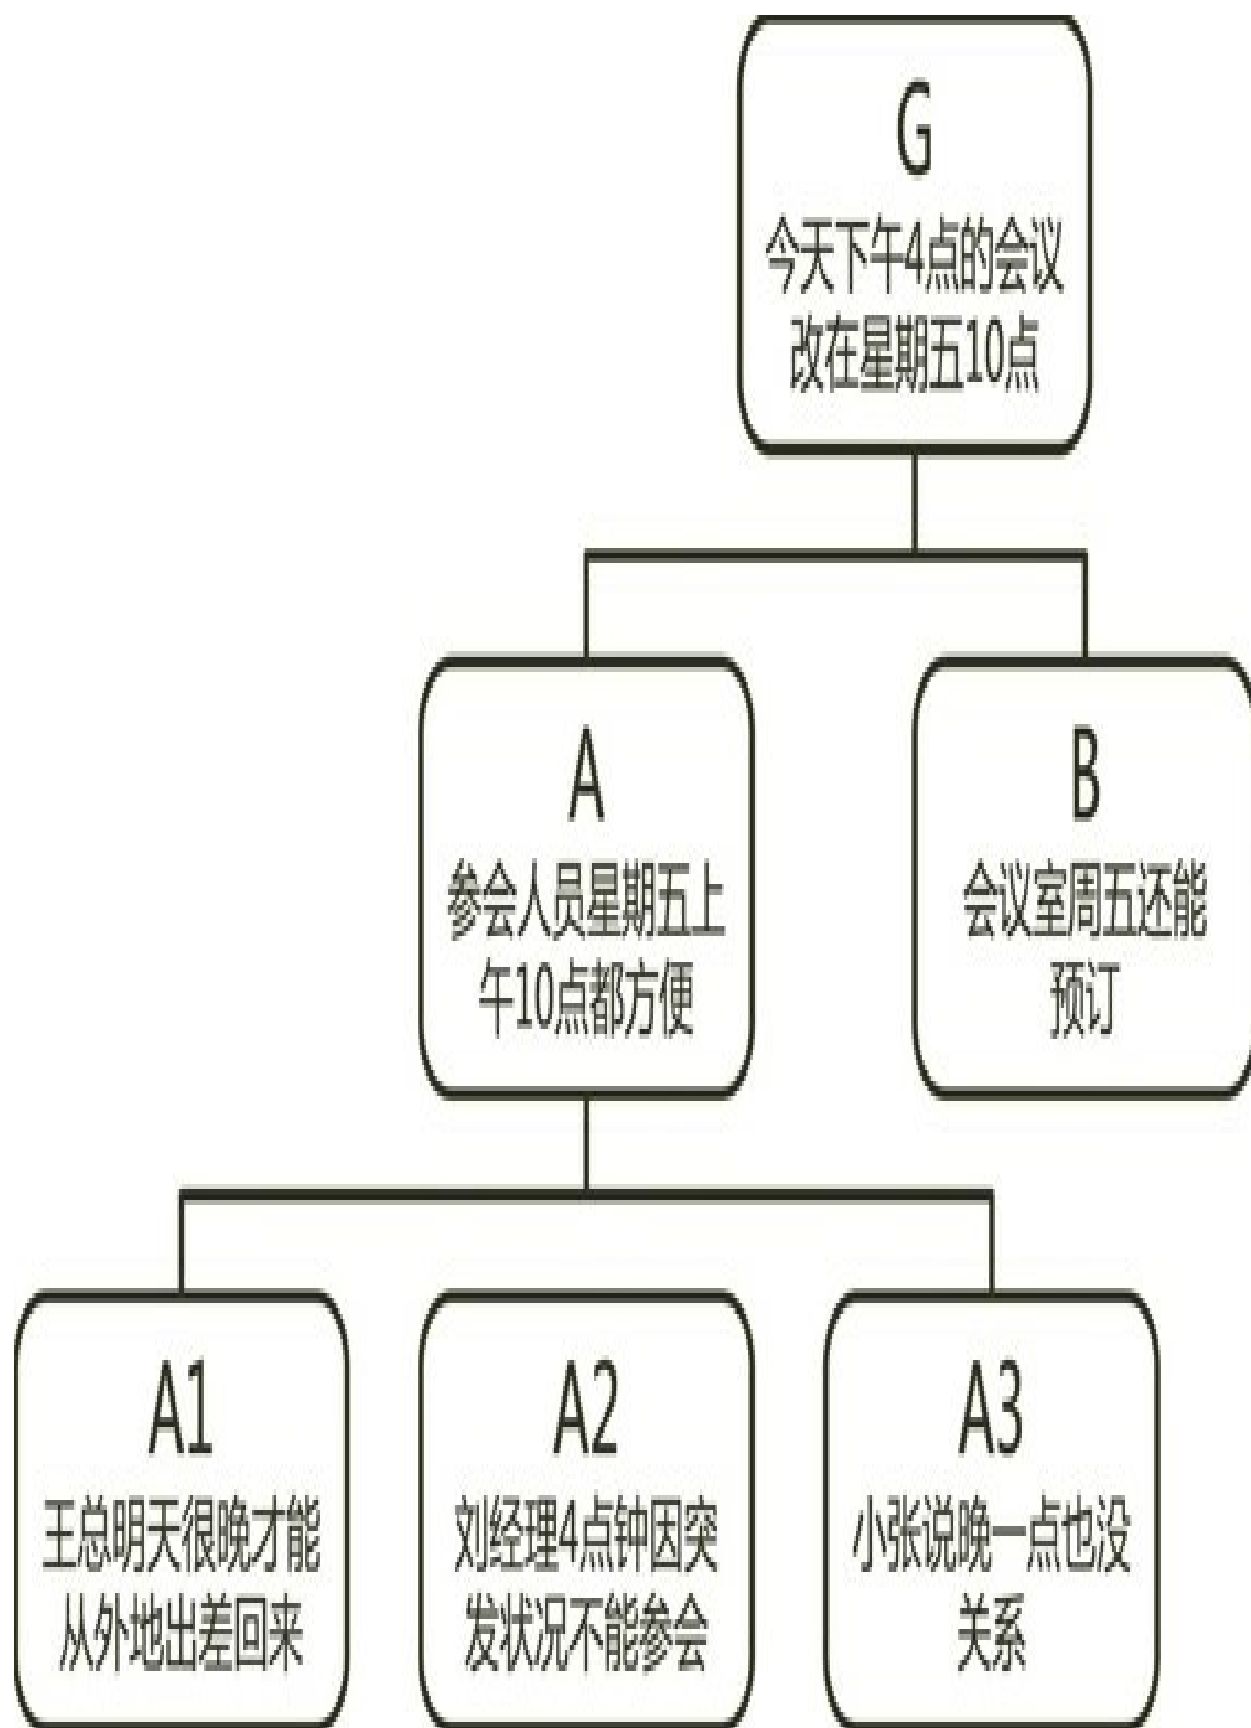 G
今天下午4点的会议
改在星期五10点
A
参会人员星期五上
午10点都方便
B
会议室周五还能
预订
A1
王总明天很晚才能
从外地出差回来
A2
刘经理4点钟因突
发状况不能参会
A3
小张说晚一点也没
关系